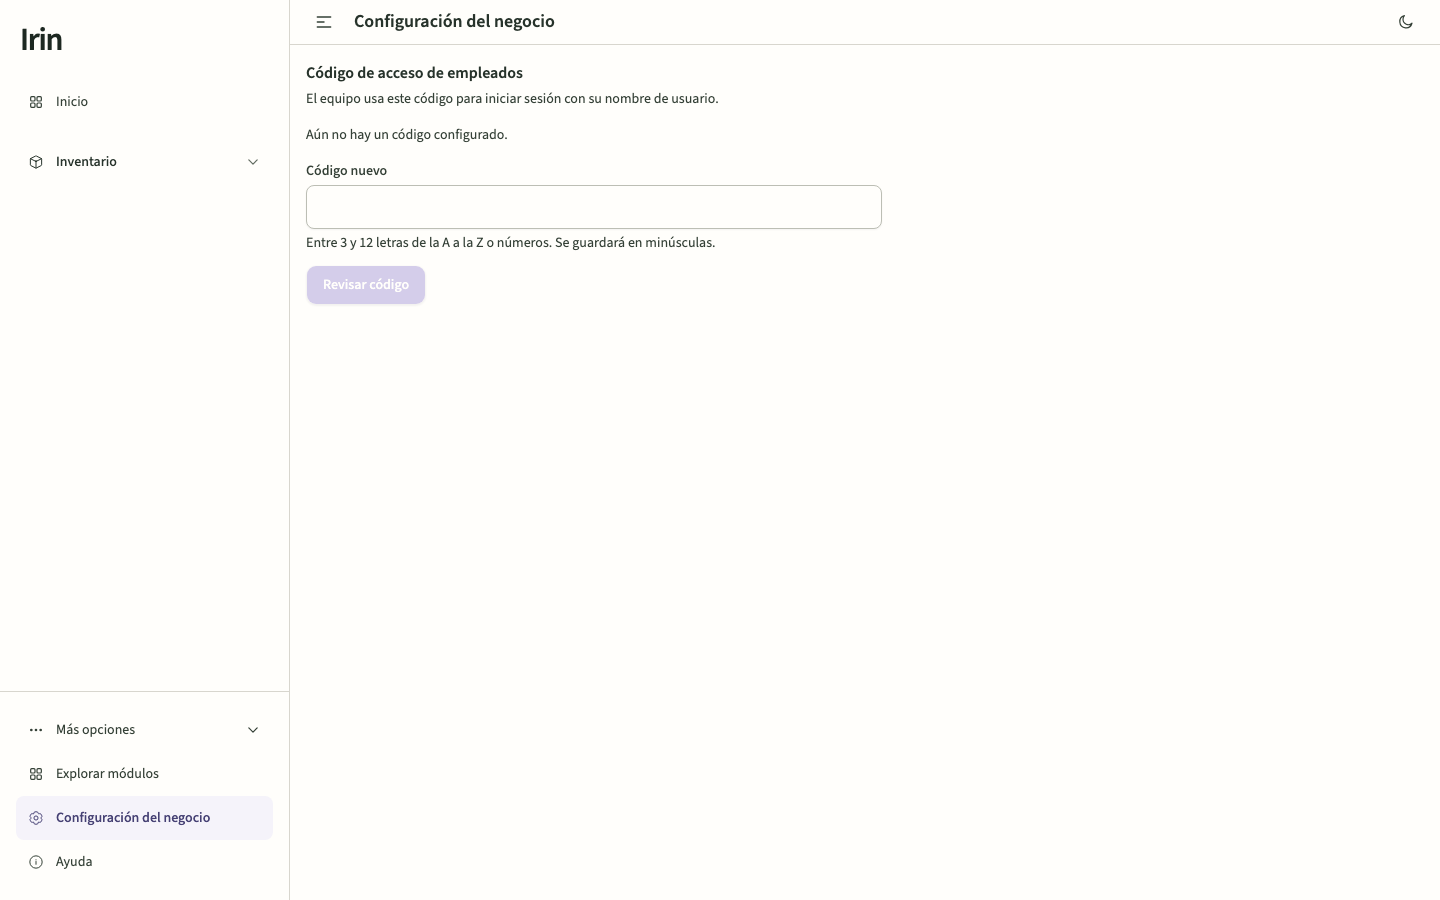 Irin
Inicio
Inventario
Más opciones
Explorar módulos
Configuración del negocio
Ayuda
Configuración del negocio
Código de acceso de empleados
El equipo usa este código para iniciar sesión con su nombre de usuario.
Aún no hay un código configurado.
Código nuevo
Entre 3 y 12 letras de la A a la Z o números. Se guardará en minúsculas.
Revisar código